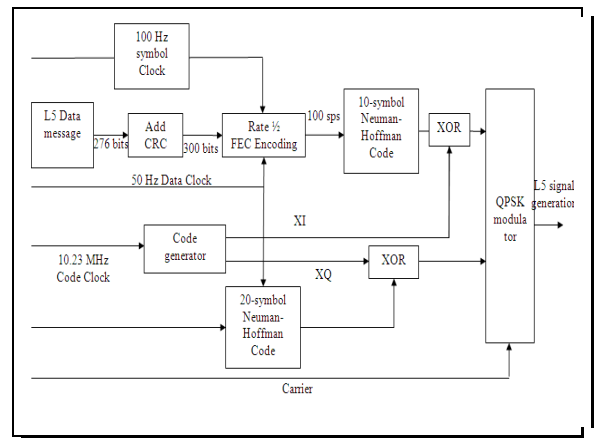 100 Hz
symbol
Clock
L5 Data
message
276 bits
Add
CRC
300 bits
Rate ½
FEC Encoding
100 sps
10-symbol
Neuman-
Hoffman
Code
XOR
50 Hz Data Clock
QPSK
modula
tor
L5 signal
generation
XI
10.23 MHz
Code Clock
Code
generator
XQ
XOR
20-symbol
Neuman-
Hoffman
Code
Carrier